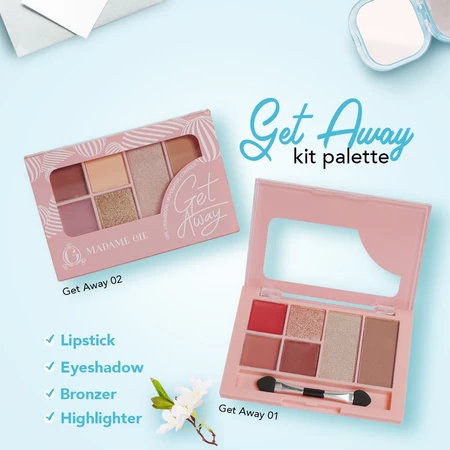 Get Away
kit palette
Get
Away
MADAME GIE
Get Away 02
Lipstick
Eyeshadow
Bronzer
Highlighter
Get Away 01